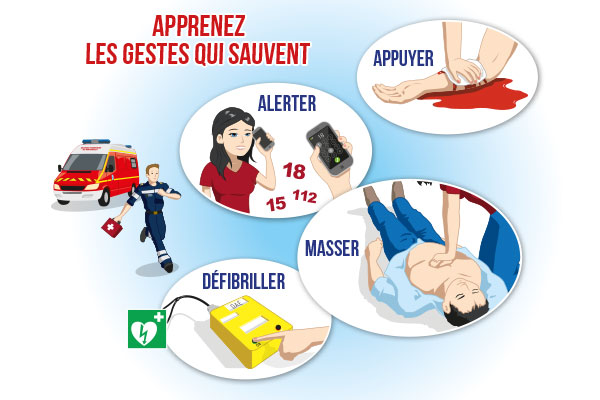 APPRENEZ
LES GESTES QUI SAUVENT
APPUYER
ALERTER
18
15 112
MASSER
DÉFIBRILLER
DAE